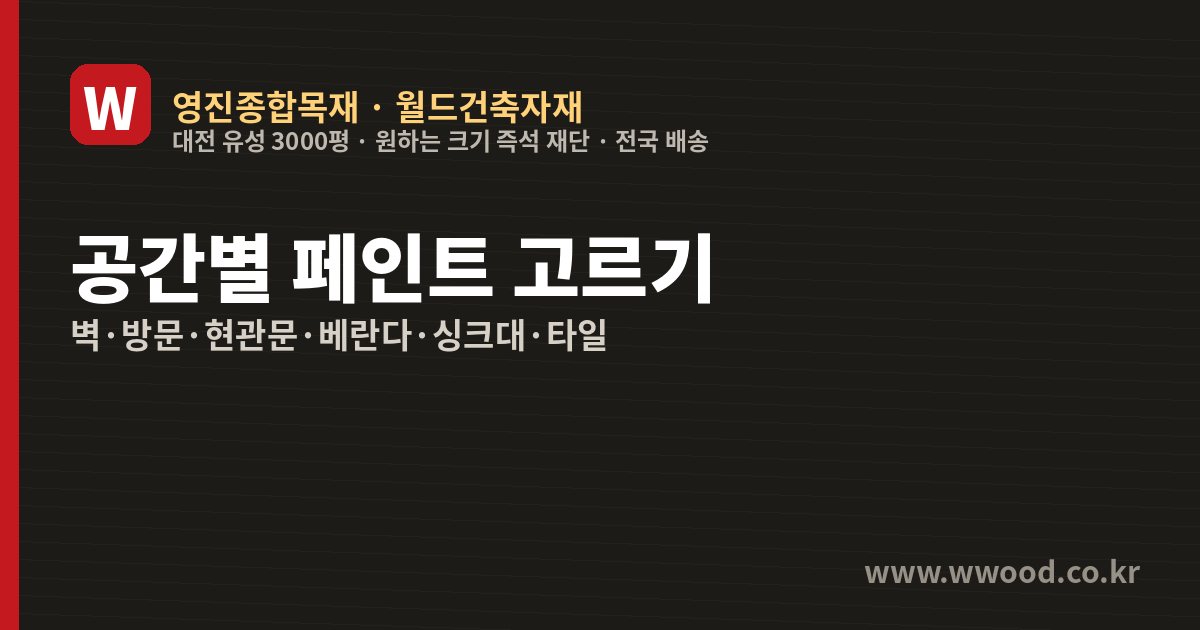 W
영진종합목재 · 월드건축자재
대전 유성 3000평 · 원하는 크기 즉석 재단 · 전국 배송
공간별 페인트 고르기
벽·방문·현관문·베란다·싱크대·타일
www.wwood.co.kr